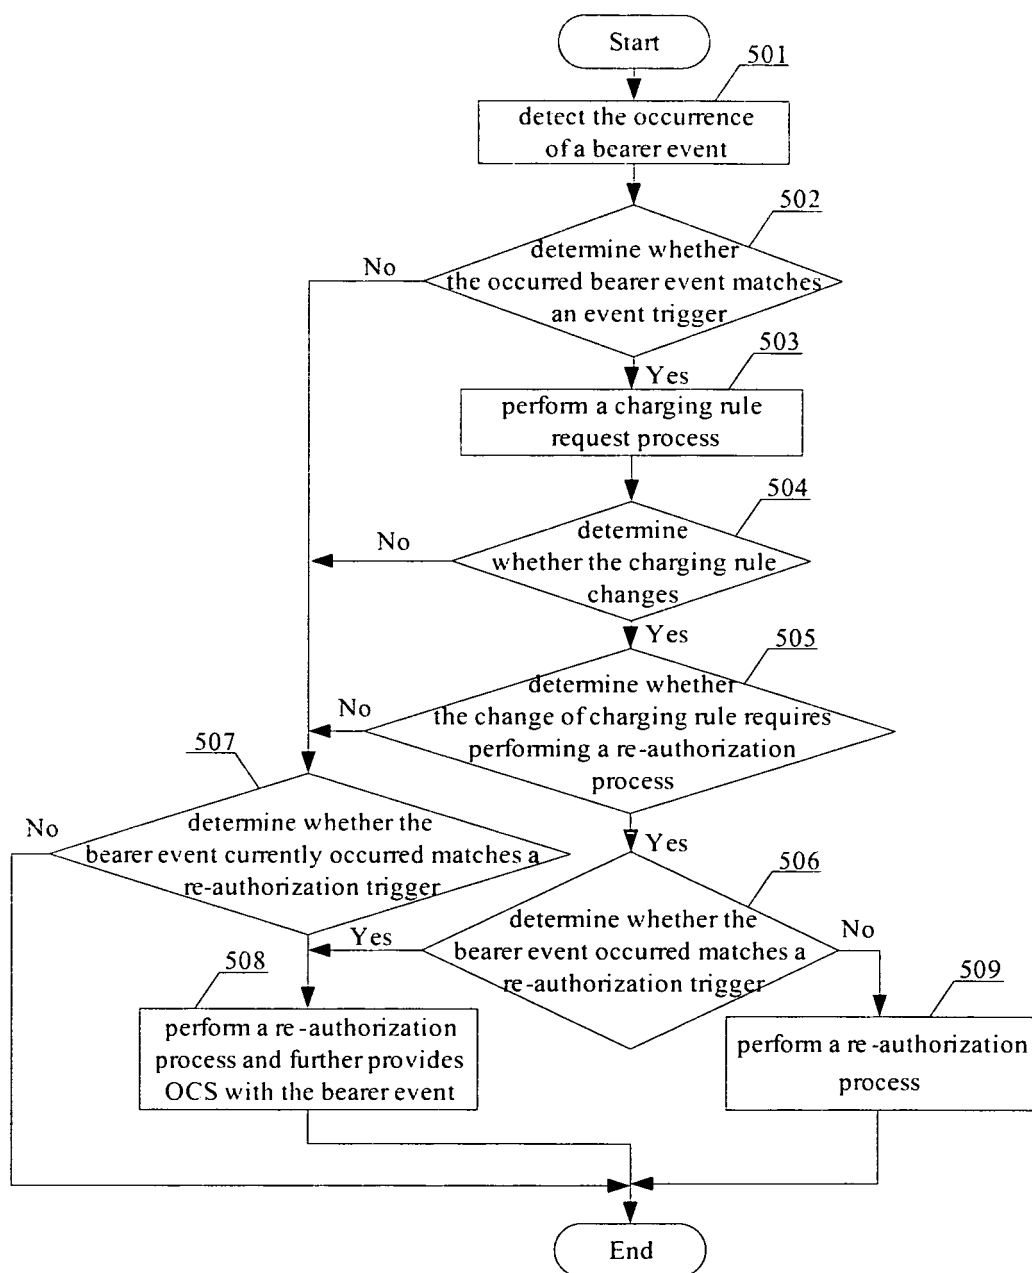 Start
501
detect the occurrence
of a bearer event
502
determine whether
the occurred bearer event matches
an event trigger
No
Yes
503
perform a charging rule
request process
504
determine
whether the charging rule
changes
No
Yes
505
determine whether
the change of charging rule requires
performing a re-authorization
process
No
Yes
507
determine whether the
bearer event currently occurred matches a
re-authorization trigger
No
Yes
506
determine whether the
bearer event occurred matches a
re-authorization trigger
No
508
perform a re-authorization
process and further provides
OCS with the bearer event
509
perform a re-authorization
process
End